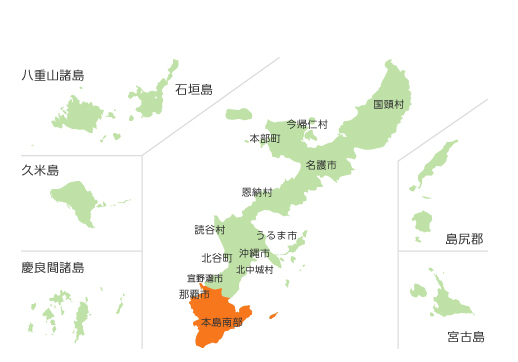 八重山諸島
石垣島
国頭村
今帰仁村
本部町
名護市
久米島
恩納村
読谷村
うるま市
島尻郡
北谷町
沖縄市
慶良間諸島
北中城村
宜野湾市
那覇市
本島南部
宮古島